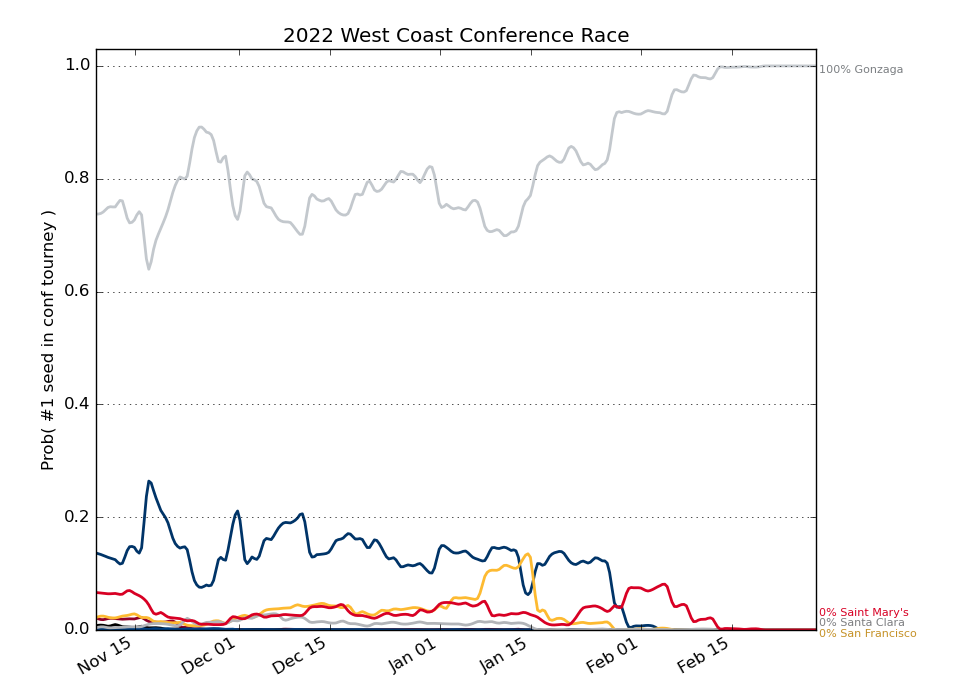 2022 West Coast Conference Race
Prob( #1 seed in conf tourney )
1.0
0.8
0.6
0.4
0.2
0.0
Nov 15
Dec 01
Dec 15
Jan 01
Jan 15
Feb 01
Feb 15
100% Gonzaga
0% Saint Mary's
0% Santa Clara
0% San Francisco